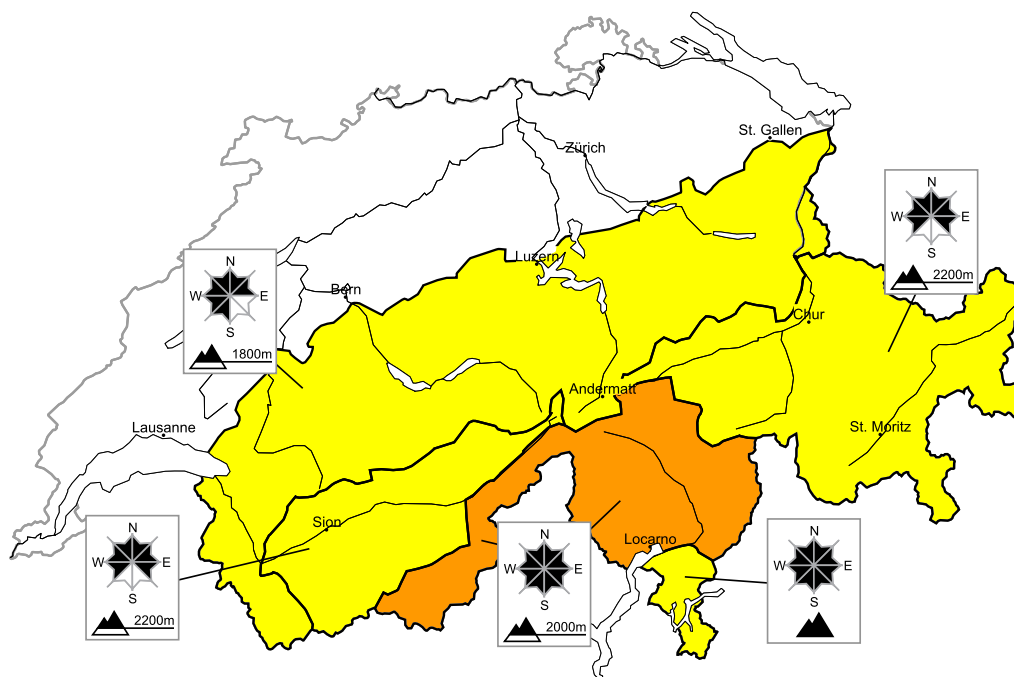 St. Gallen
Zürich
N
W E
S
2200m
Luzern
N
W E
S
1800m
Bern
Chur
Andermatt
Lausanne
St. Moritz
Sion
N
W E
S
2200m
N
W E
S
2000m
Locarno
N
W E
S